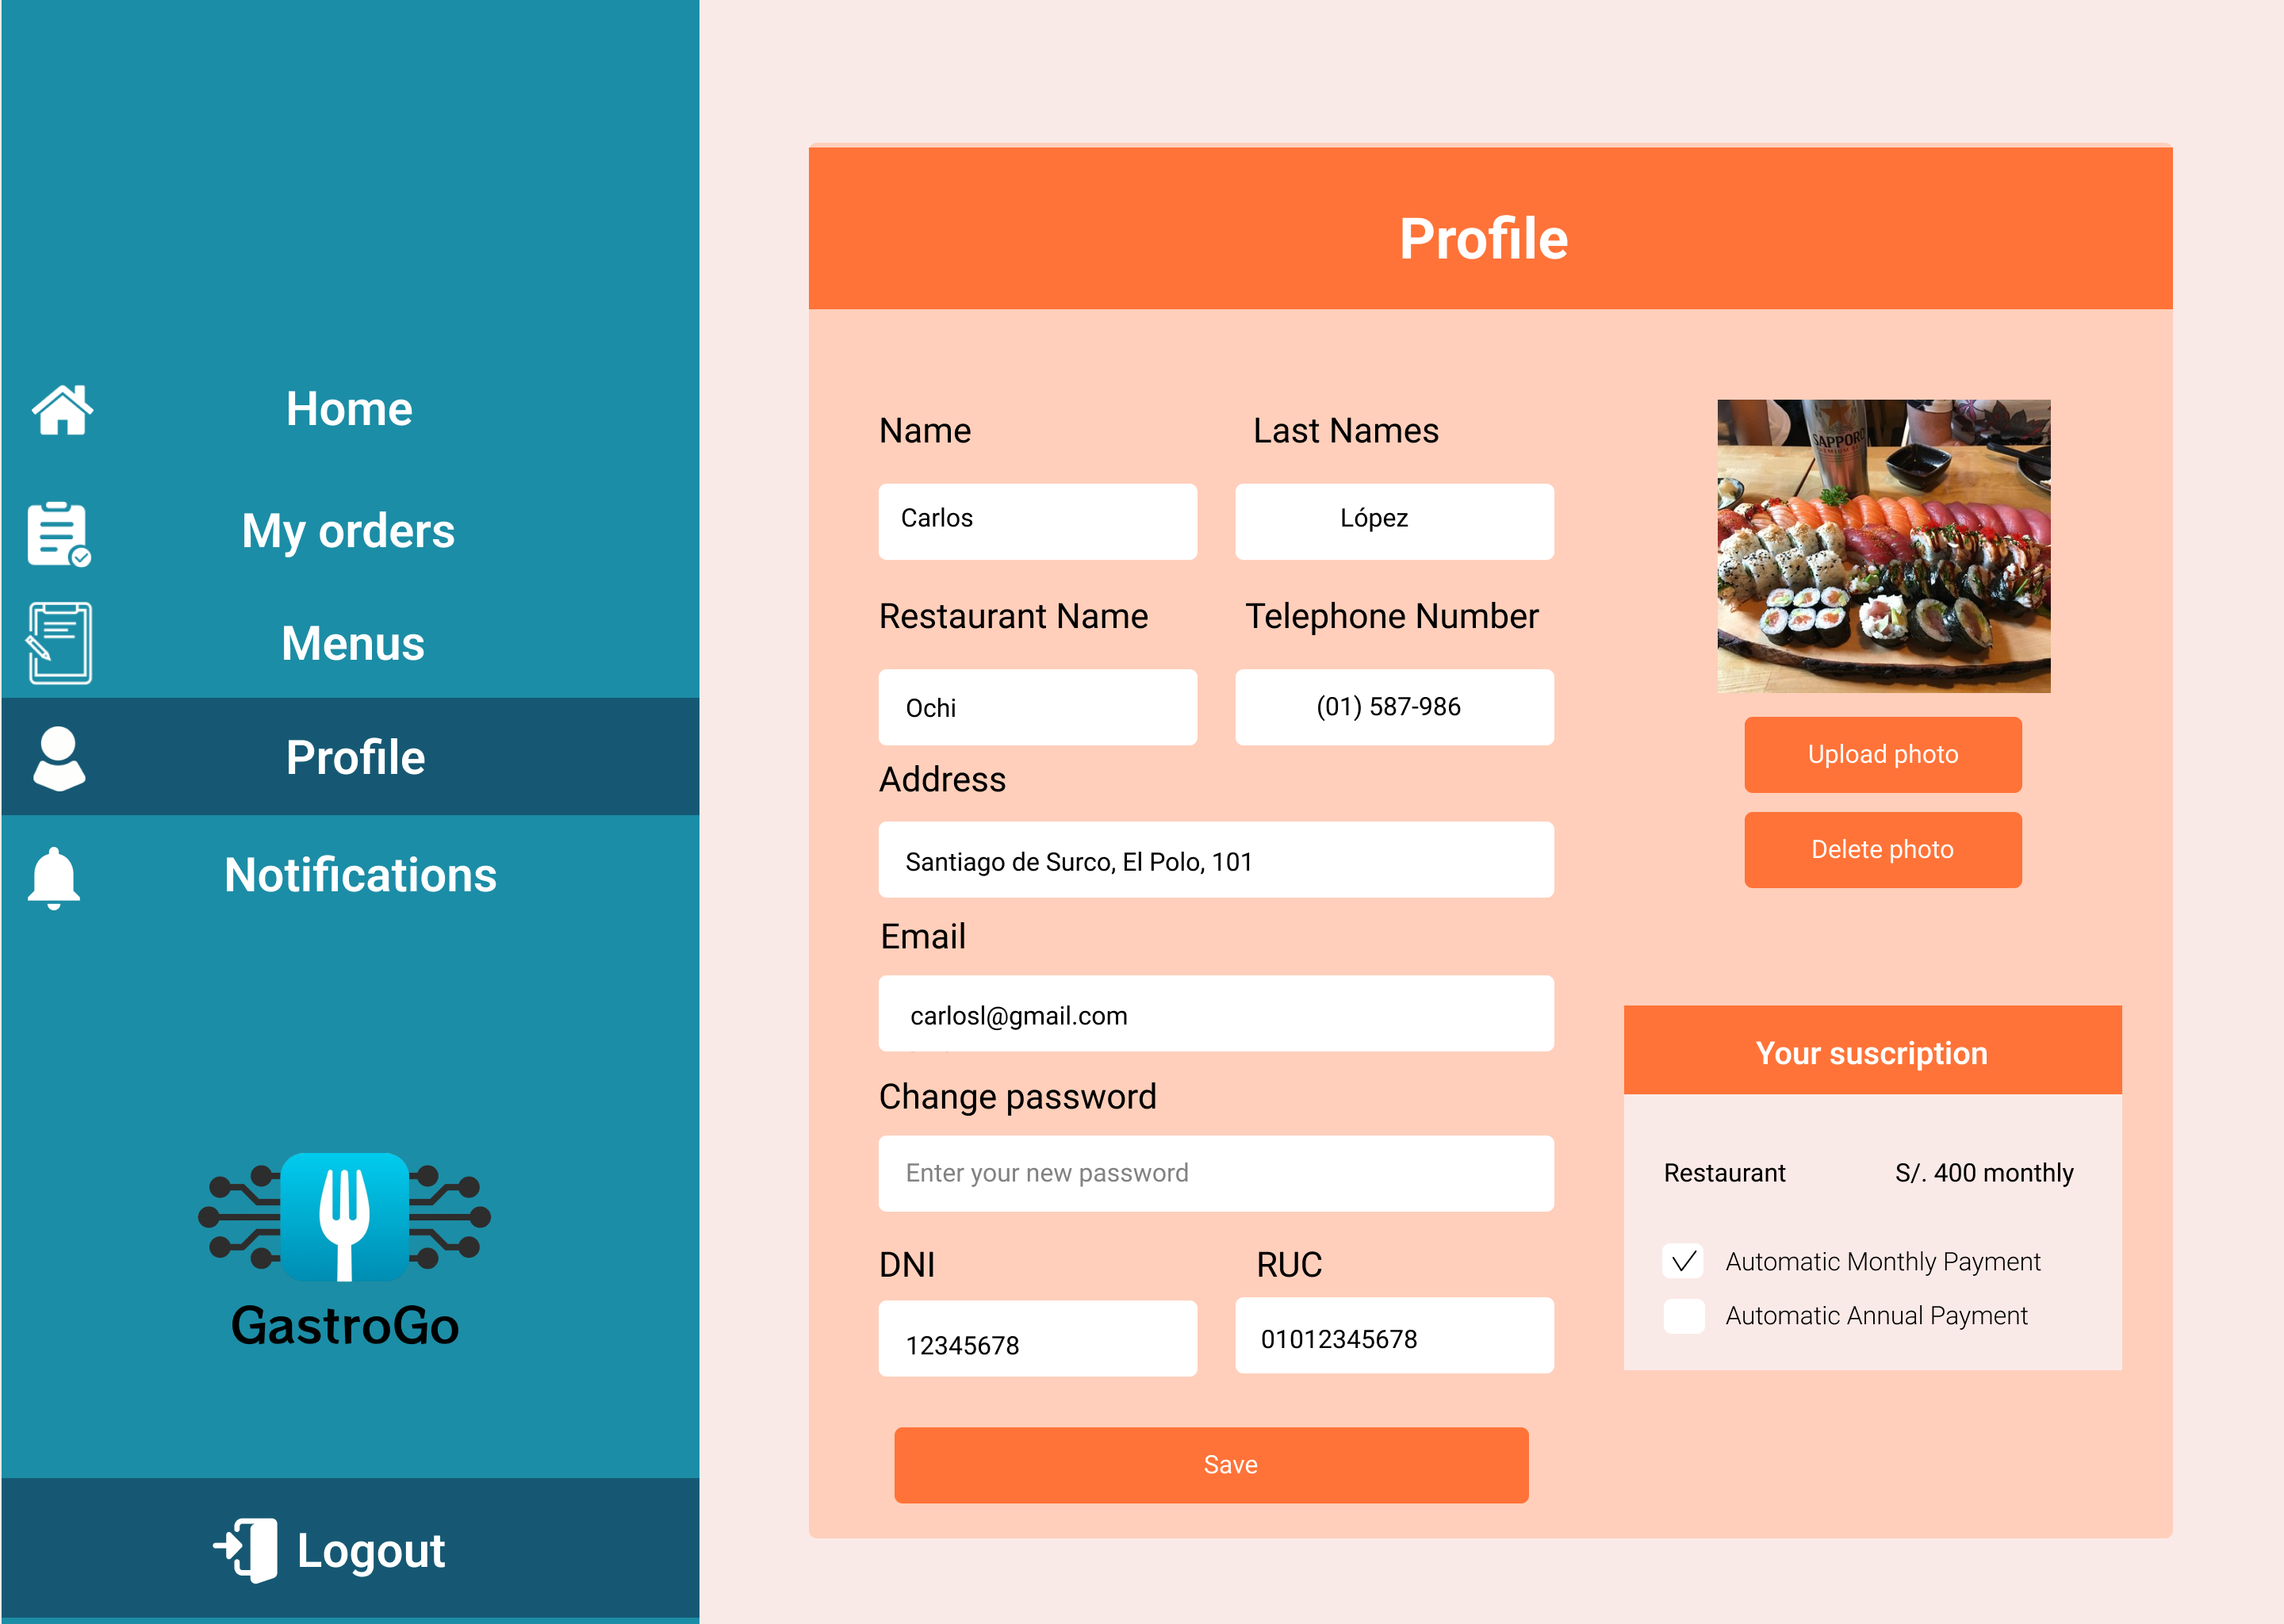 Home
My orders
Menus
Profile
Notifications
GastroGo
Logout
Profile
Name
Last Names
Carlos
López
Restaurant Name
Telephone Number
Ochi
(01) 587-986
Address
Santiago de Surco, El Polo, 101
Email
carlosl@gmail.com
Change password
Enter your new password
DNI
RUC
12345678
01012345678
Save
SAPPORO
Upload photo
Delete photo
Your suscription
Restaurant
S/. 400 monthly
Automatic Monthly Payment
Automatic Annual Payment